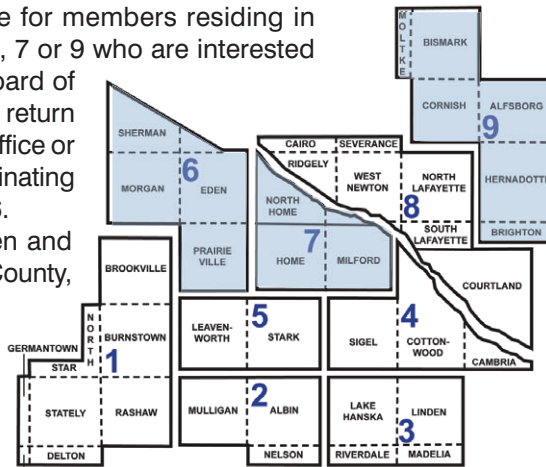 e for members residing in
, 7 or 9 who are interested
oard of
return
ffice or
inating
s.
en and
County,
MOLTKE
BISMARK
CORNISH
ALFSBORG
9
HERNADOTTE
BRIGHTON
SHERMAN
6
MORGAN
EDEN
PRAIRIE
VILLE
CAIRO
SEVERANCE
RIDGELY
WEST
NEWTON
NORTH
LAFAYETTE
8
SOUTH
LAFAYETTE
NORTH
HOME
7
HOME
MILFORD
COURTLAND
BROOKVILLE
NORTH
BURNSTOWN
1
GERMANTOWN
STAR
STATELY
RASHAW
DELTON
LEAVEN-
WORTH
5
STARK
4
SIGEL
COTTON-
WOOD
CAMBRIA
MULLIGAN
2
ALBIN
NELSON
LAKE
HANSKA
LINDEN
3
RIVERDALE
MADELIA